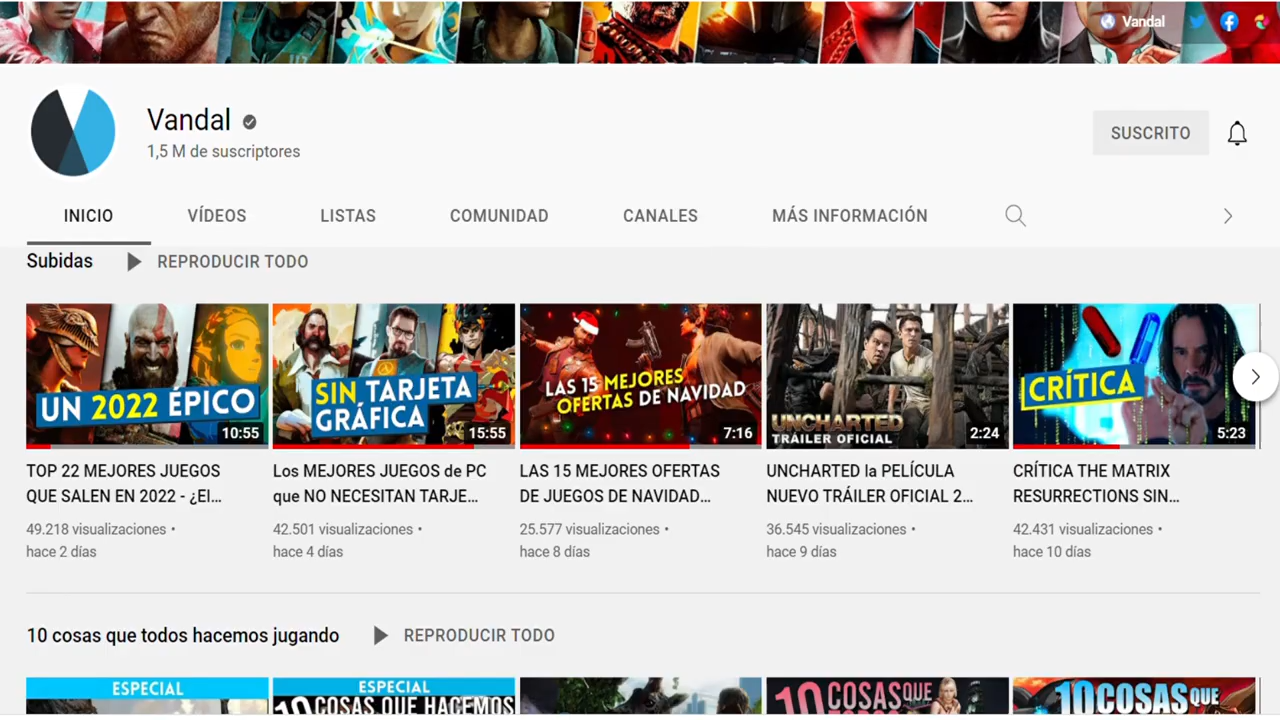 Vandal
Vandal
1,5 M de suscriptores
SUSCRITO
INICIO
VÍDEOS
LISTAS
COMUNIDAD
CANALES
MÁS INFORMACIÓN
Subidas
REPRODUCIR TODO
UN 2022 ÉPICO
10:55
SIN TARJETA
GRÁFICA
15:55
LAS 15 MEJORES
OFERTAS DE NAVIDAD
7:16
UNCHARTED
TRÁILER OFICIAL
2:24
CRÍTICA
5:23
TOP 22 MEJORES JUEGOS
QUE SALEN EN 2022 - ¿El...
49.218 visualizaciones •
hace 2 días
Los MEJORES JUEGOS de PC
que NO NECESITAN TARJE...
42.501 visualizaciones •
hace 4 días
LAS 15 MEJORES OFERTAS
DE JUEGOS DE NAVIDAD...
25.577 visualizaciones •
hace 8 días
UNCHARTED la PELÍCULA
NUEVO TRÁILER OFICIAL 2...
36.545 visualizaciones •
hace 9 días
CRÍTICA THE MATRIX
RESURRECTIONS SIN...
42.431 visualizaciones •
hace 10 días
10 cosas que todos hacemos jugando
REPRODUCIR TODO
ESPECIAL
ESPECIAL
10 COSAS QUE HACEMOS
10 COSAS QUE
10 COSAS QUE